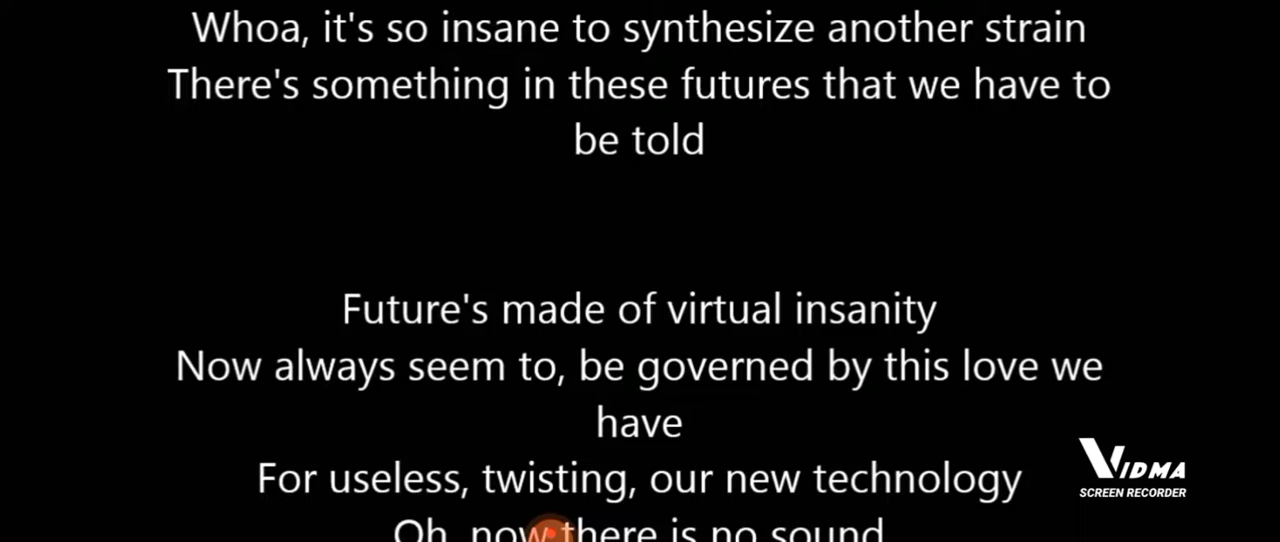 Whoa, it's so insane to synthesize another strain
There's something in these futures that we have to
be told
Future's made of virtual insanity
Now always seem to, be governed by this love we
have
For useless, twisting, our new technology
Oh, now there is no sound
VIDMA
SCREEN RECORDER